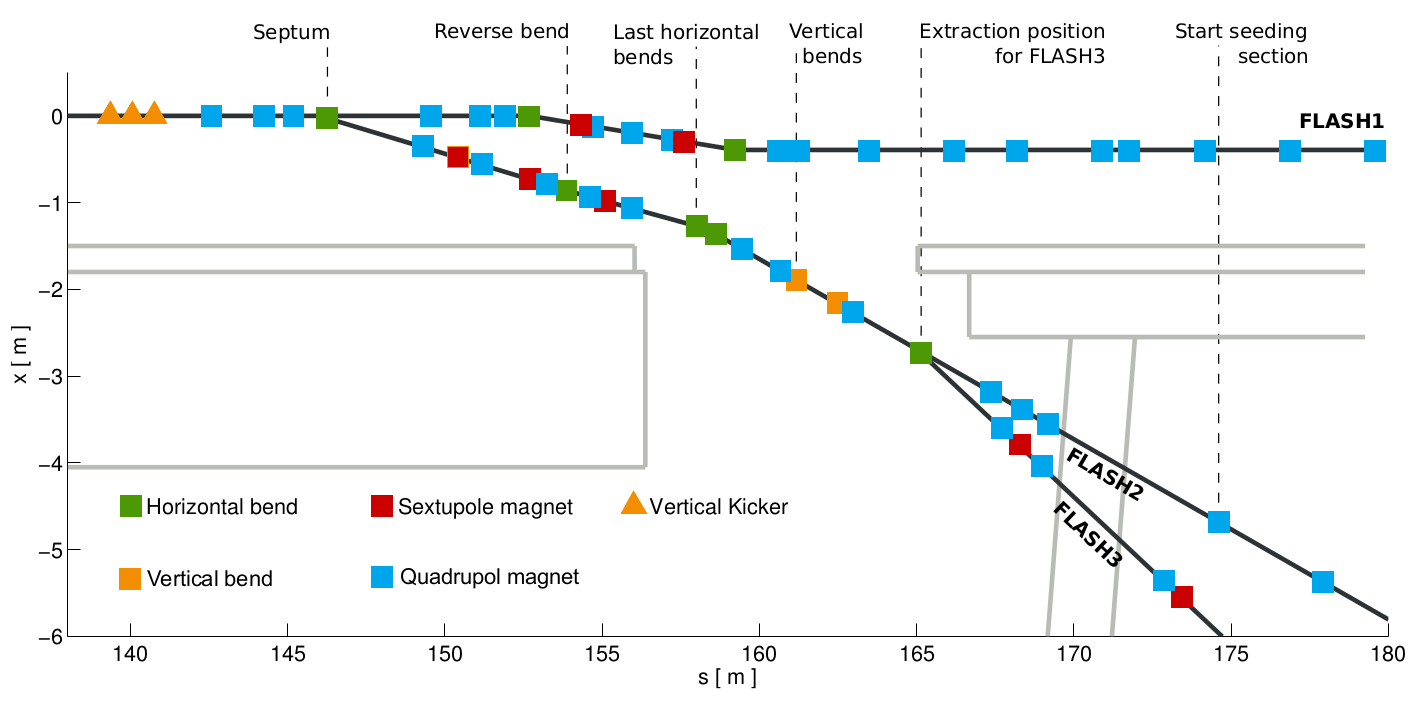 Septum
Reverse bend
Last horizontal
bends
Vertical
bends
Extraction position
for FLASH3
Start seeding
section
FLASH1
0
−1
−2
−3
−4
−5
−6
x [ m ]
FLASH2
FLASH3
Horizontal bend
Sextupole magnet
Vertical Kicker
Vertical bend
Quadrupol magnet
140
145
150
155
160
165
170
175
180
s [ m ]